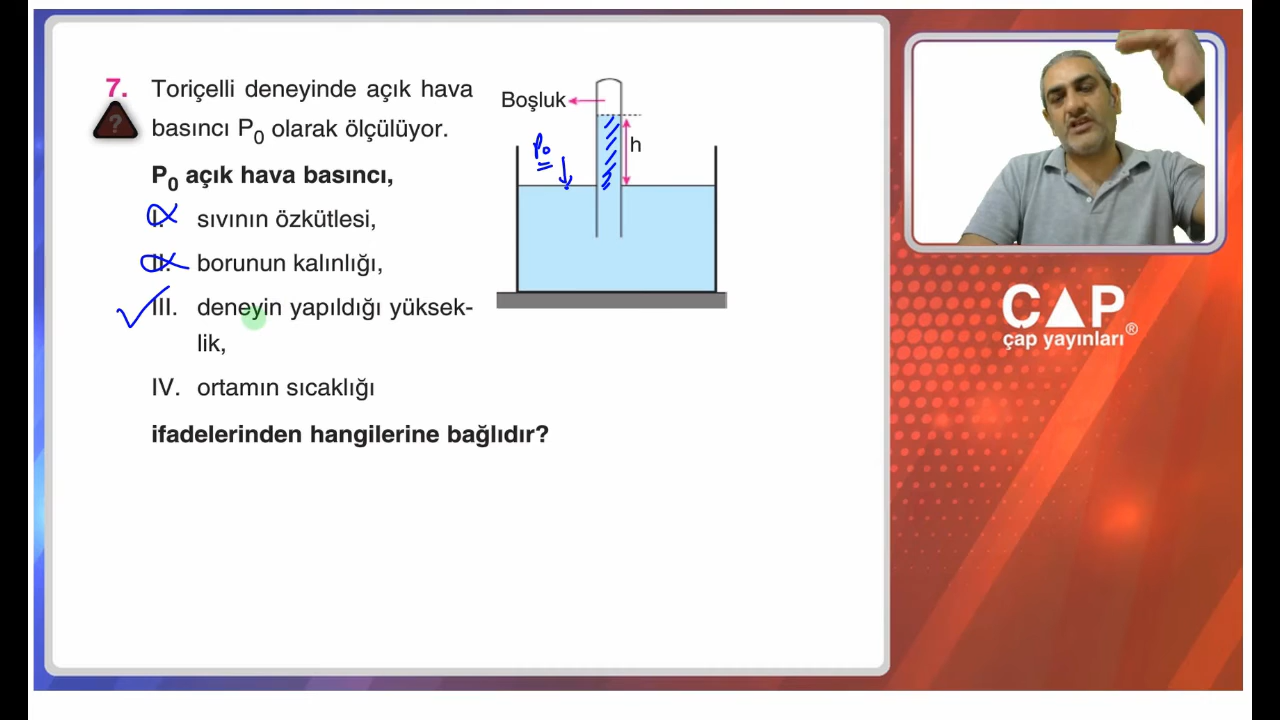 7. Toriçelli deneyinde açık hava
basıncı P0 olarak ölçülüyor.
P0 açık hava basıncı,
I. sıvının özkütlesi,
II. borunun kalınlığı,
III. deneyin yapıldığı yüksek-
lik,
IV. ortamın sıcaklığı
ifadelerinden hangilerine bağlıdır?
Boşluk
P0
h
?
ÇAP
çap yayınları®